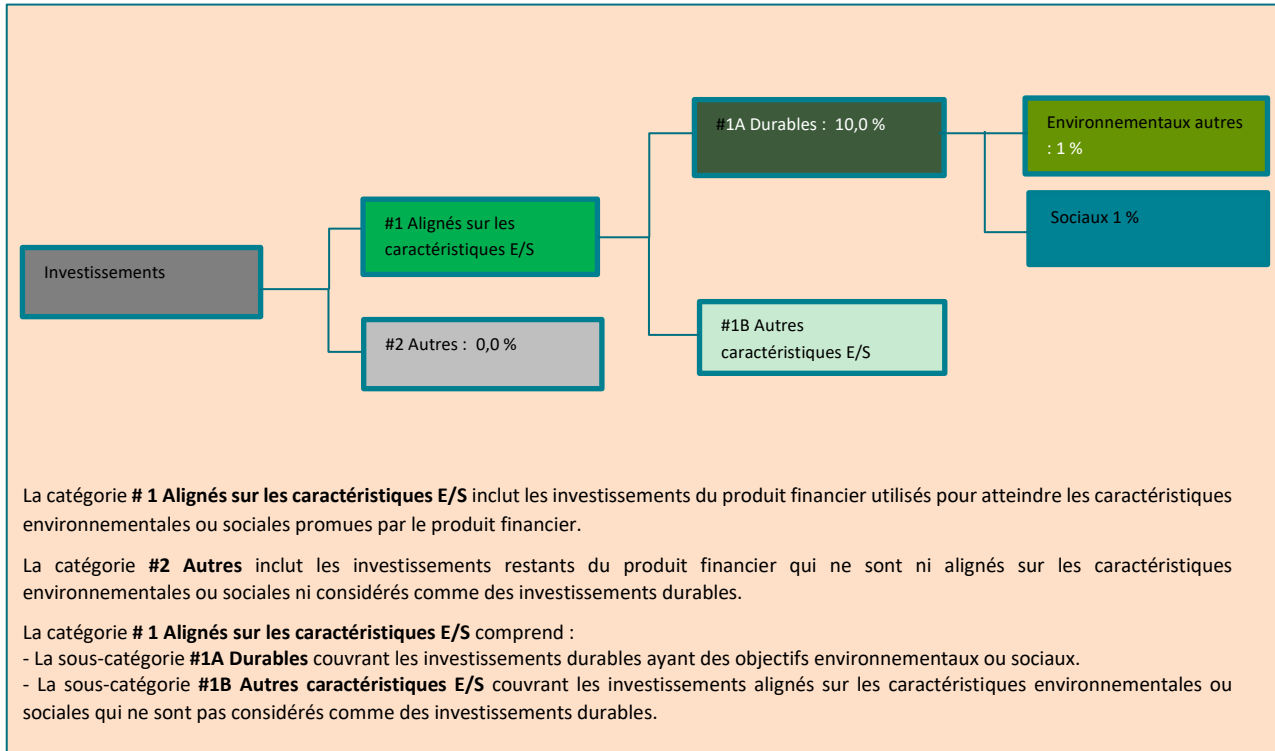 #1A Durables : 10,0 %
Environnementaux autres
: 1 %
#1 Alignés sur les
caractéristiques E/S
Sociaux 1 %
Investissements
#2 Autres : 0,0 %
#1B Autres
caractéristiques E/S
La catégorie # 1 Alignés sur les caractéristiques E/S inclut les investissements du produit financier utilisés pour atteindre les caractéristiques
environnementales ou sociales promues par le produit financier.
La catégorie #2 Autres inclut les investissements restants du produit financier qui ne sont ni alignés sur les caractéristiques
environnementales ou sociales ni considérés comme des investissements durables.
La catégorie # 1 Alignés sur les caractéristiques E/S comprend :
- La sous-catégorie #1A Durables couvrant les investissements durables ayant des objectifs environnementaux ou sociaux.
- La sous-catégorie #1B Autres caractéristiques E/S couvrant les investissements alignés sur les caractéristiques environnementales ou
sociales qui ne sont pas considérés comme des investissements durables.